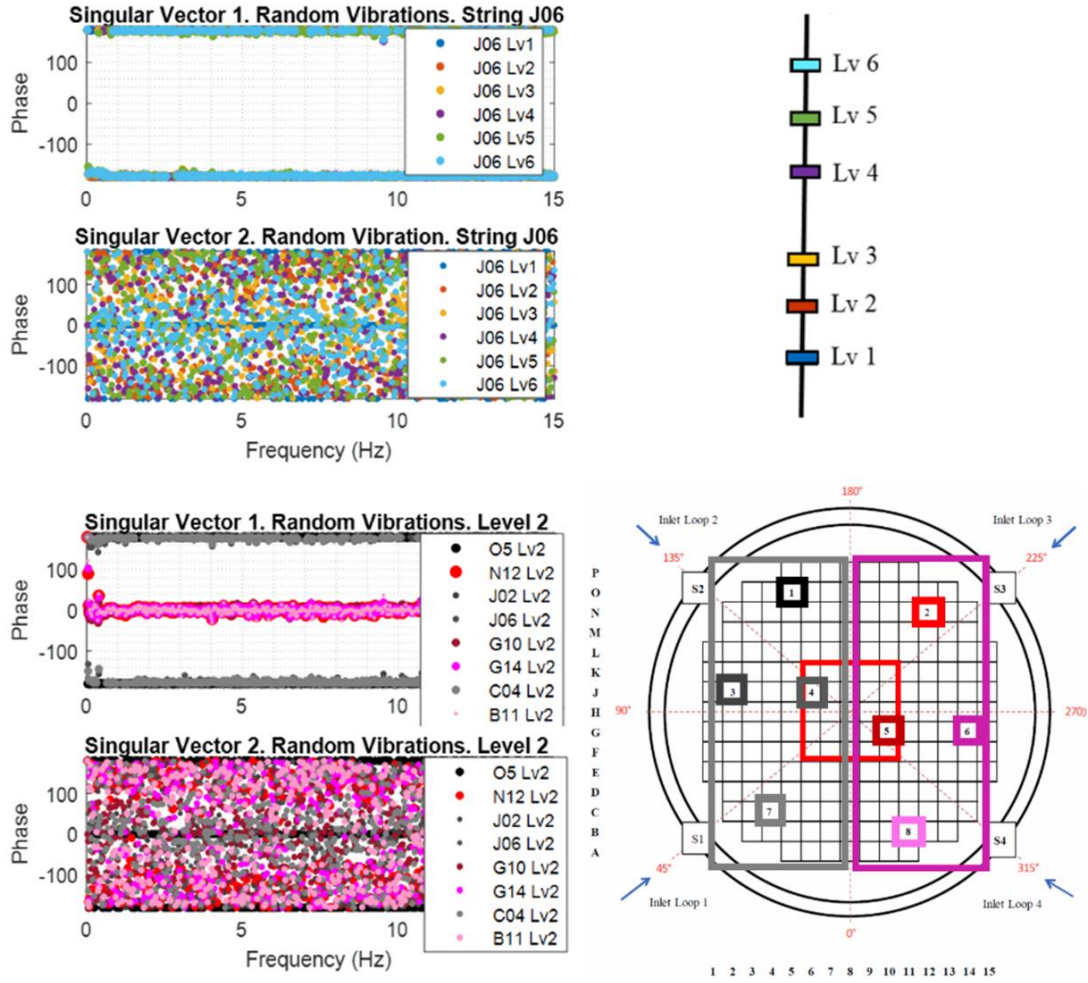 Singular Vector 1. Random Vibrations. String J06
Phase
100
0
-100
0
5
10
15
J06 Lv1
J06 Lv2
J06 Lv3
J06 Lv4
J06 Lv5
J06 Lv6
Singular Vector 2. Random Vibration. String J06
Phase
100
0
-100
0
5
10
15
Frequency (Hz)
J06 Lv1
J06 Lv2
J06 Lv3
J06 Lv4
J06 Lv5
J06 Lv6
Lv 6
Lv 5
Lv 4
Lv 3
Lv 2
Lv 1
Singular Vector 1. Random Vibrations. Level 2
Phase
100
0
-100
0
5
10
O5 Lv2
N12 Lv2
J02 Lv2
J06 Lv2
G10 Lv2
G14 Lv2
C04 Lv2
B11 Lv2
Singular Vector 2. Random Vibrations. Level 2
Phase
100
0
-100
0
5
10
Frequency (Hz)
O5 Lv2
N12 Lv2
J02 Lv2
J06 Lv2
G10 Lv2
G14 Lv2
C04 Lv2
B11 Lv2
180°
Inlet Loop 2
Inlet Loop 3
135°
225°
S2
S3
P
O
N
M
L
K
J
H
G
F
E
D
C
B
A
1
2
3
4
5
6
7
8
90°
270°
S1
S4
45°
315°
Inlet Loop 1
Inlet Loop 4
0°
1 2 3 4 5 6 7 8 9 10 11 12 13 14 15